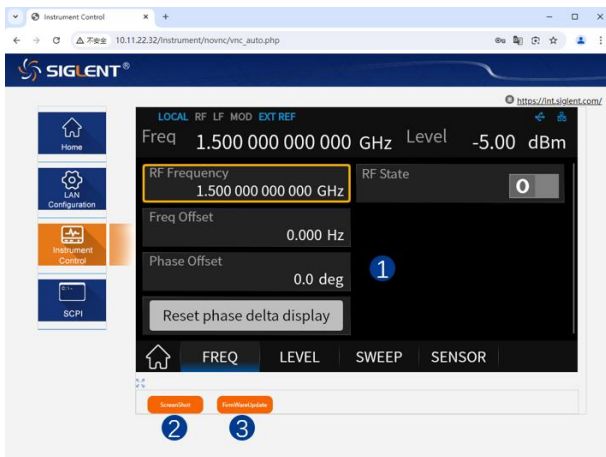 Instrument Control
不安全 10.11.22.32/Instrument/novnc/vnc_auto.php
SIGLENT®
https://int.siglent.com/
Home
LAN
Configuration
Instrument
Control
SCPI
LOCAL RF LF MOD EXT REF
Freq 1.500 000 000 000 GHz Level -5.00 dBm
RF Frequency
1.500 000 000 000 GHz
RF State
0
Freq Offset
0.000 Hz
Phase Offset
0.0 deg
1
Reset phase delta display
FREQ LEVEL SWEEP SENSOR
ScreenShot FirmWareUpdate
2 3